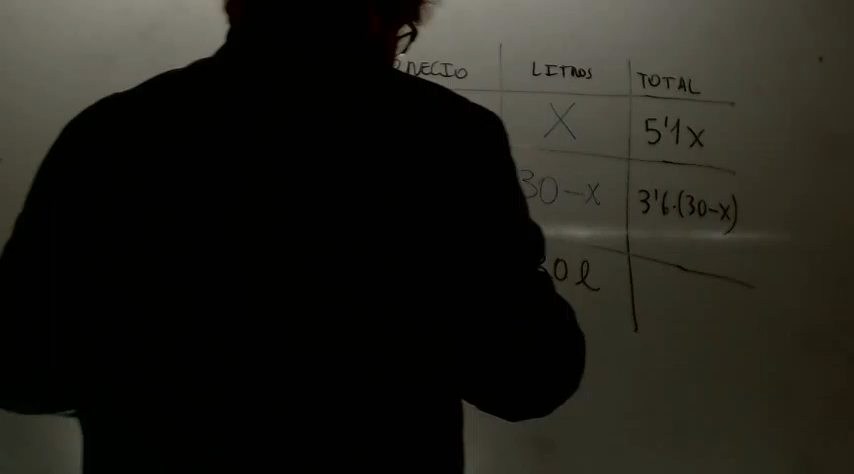 PRECIO LITROS TOTAL
X 5'1x
30-x 3'6·(30-x)
30 l